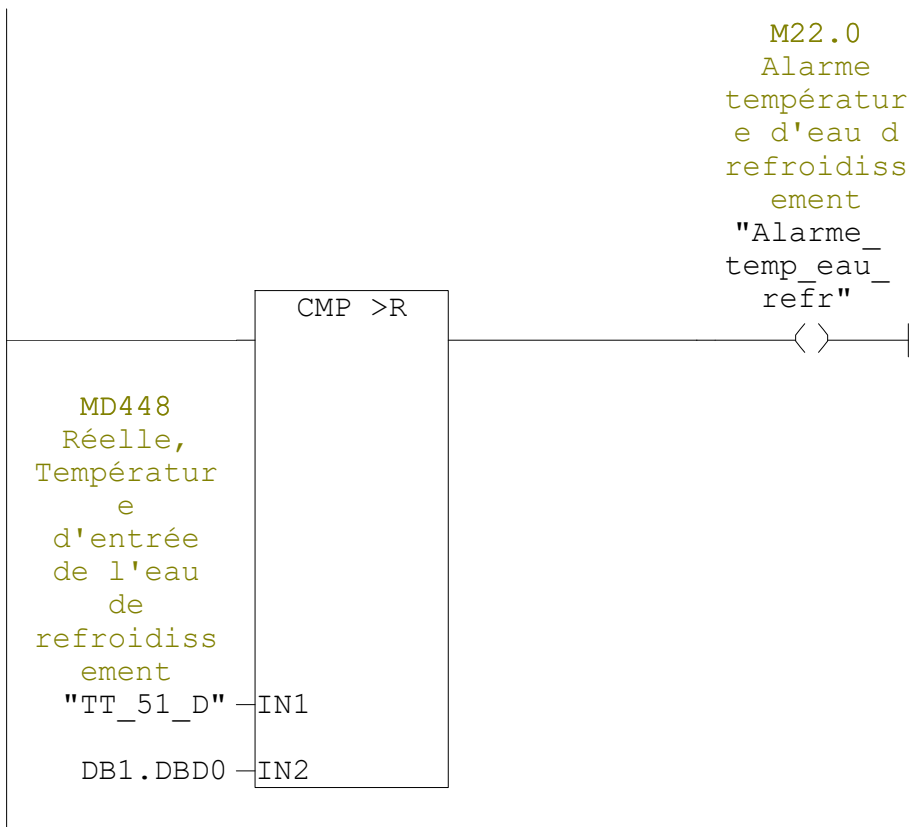 M22.0
Alarme
températur
e d'eau d
refroidiss
ement
"Alarme_
temp_eau_
refr"
CMP >R
MD448
Réelle,
Températur
e
d'entrée
de l'eau
de
refroidiss
ement
"TT_51_D"
IN1
DB1.DBD0
IN2